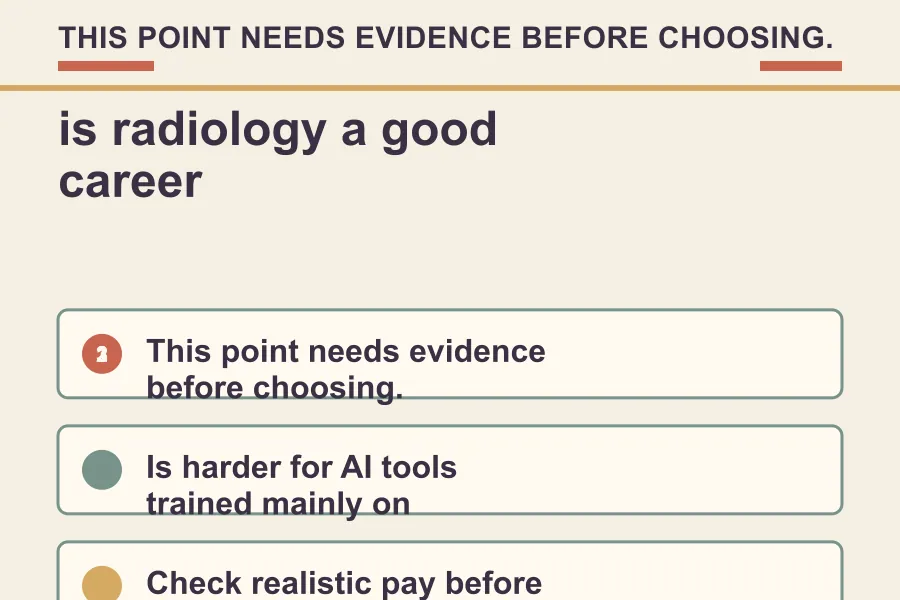 THIS POINT NEEDS EVIDENCE BEFORE CHOOSING.
is radiology a good
career
This point needs evidence
before choosing.
Is harder for AI tools
trained mainly on
Check realistic pay before